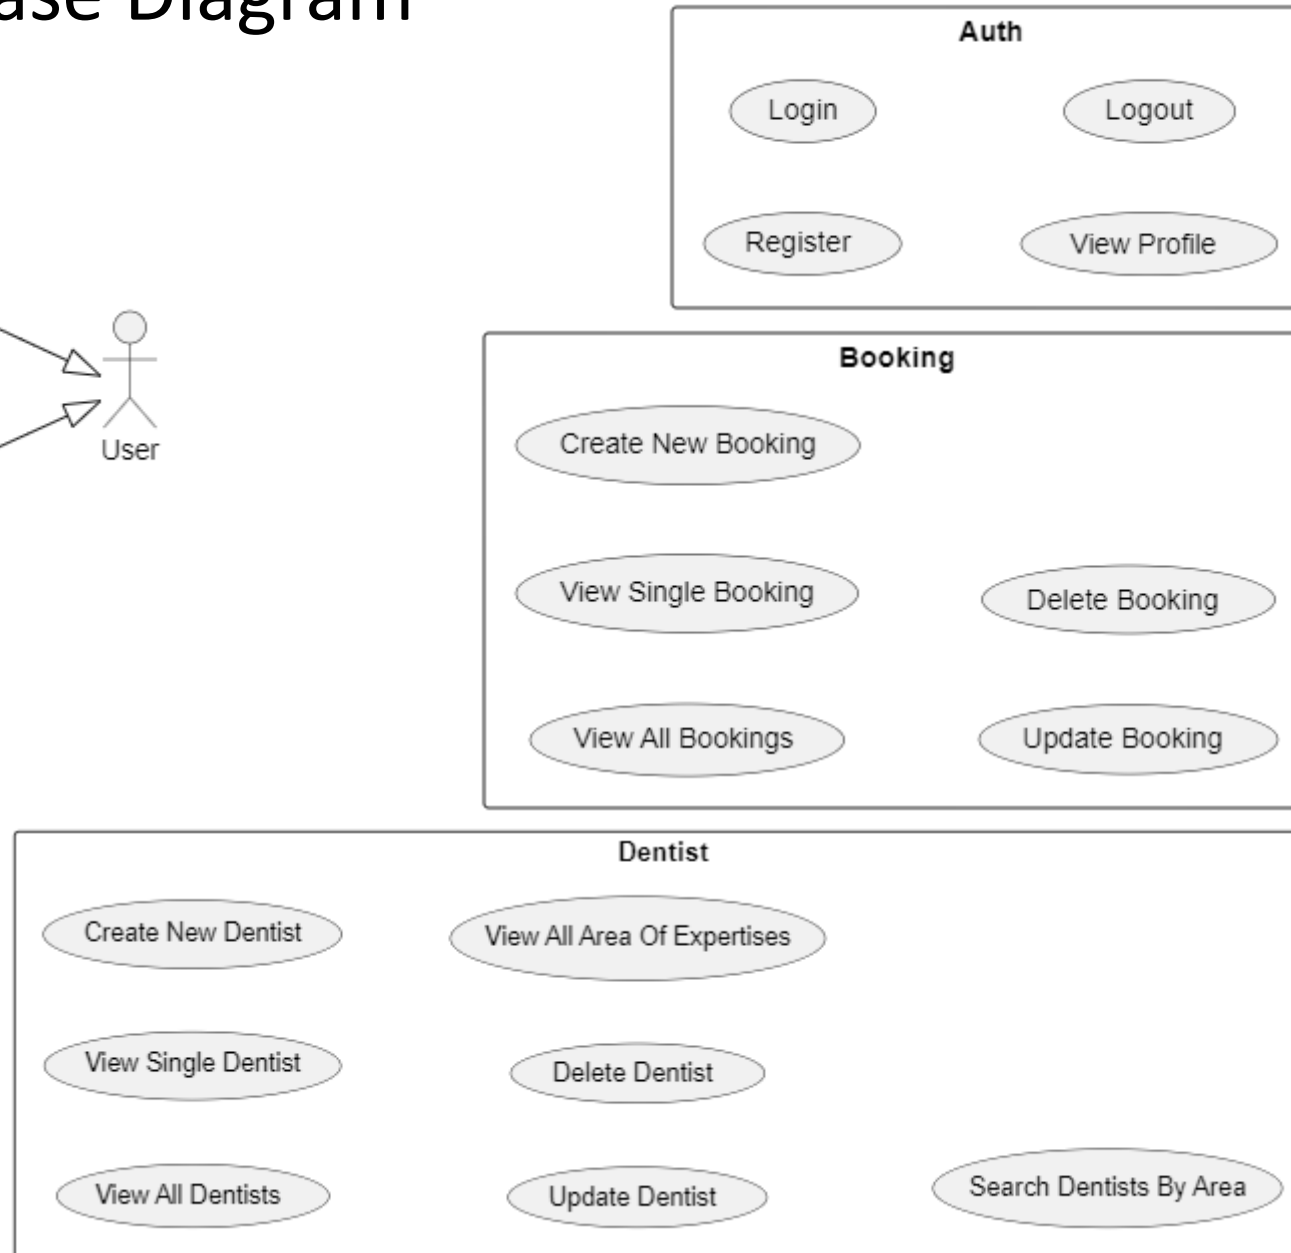 ase Diagram
Auth
Login
Logout
Register
View Profile
User
Booking
Create New Booking
View Single Booking
Delete Booking
View All Bookings
Update Booking
Dentist
Create New Dentist
View All Area Of Expertises
View Single Dentist
Delete Dentist
View All Dentists
Update Dentist
Search Dentists By Area